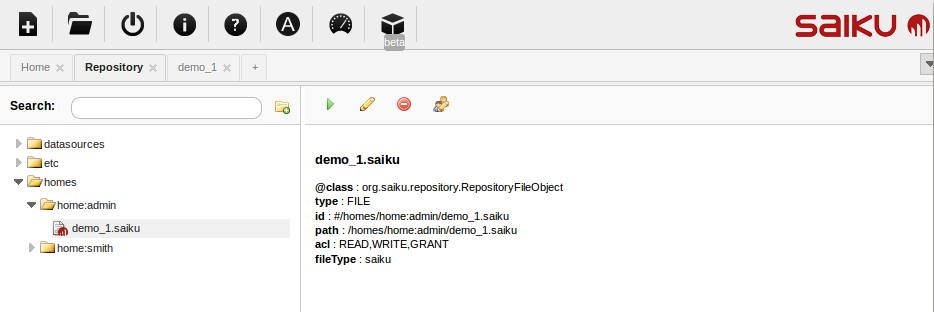 beta
SAIKU
Home
Repository
demo_1
+
Search:
datasources
etc
homes
home:admin
demo_1.saiku
home:smith
demo_1.saiku
@class : org.saiku.repository.RepositoryFileObject
type : FILE
id : #/homes/home:admin/demo_1.saiku
path : /homes/home:admin/demo_1.saiku
acl : READ,WRITE,GRANT
fileType : saiku